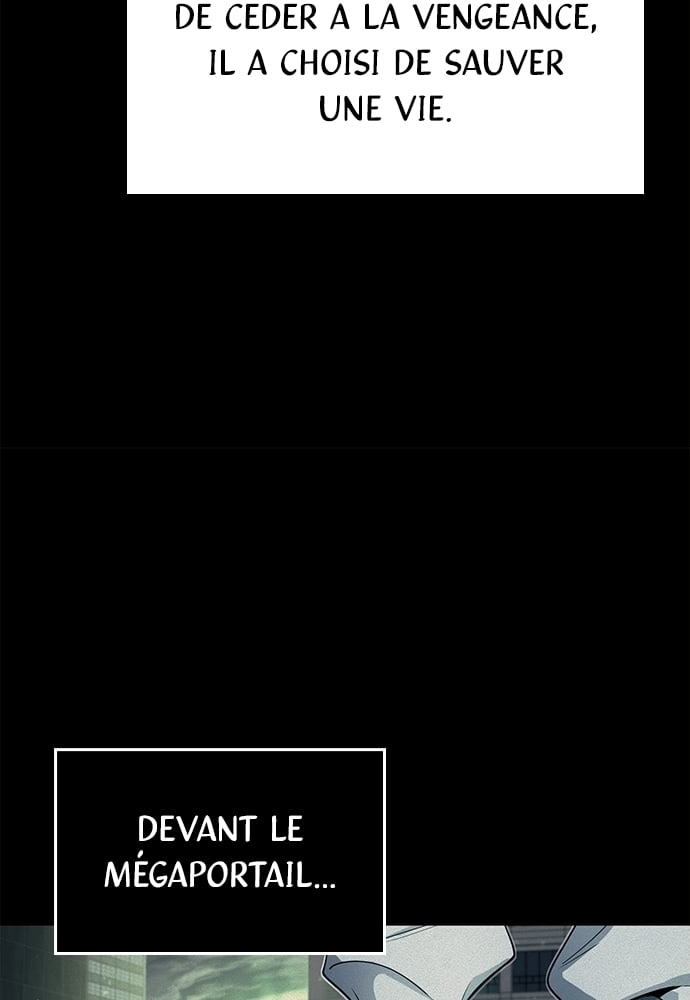 DE CEDER A LA VENGEANCE,
IL A CHOISI DE SAUVER
UNE VIE.
DEVANT LE
MÉGAPORTAIL...